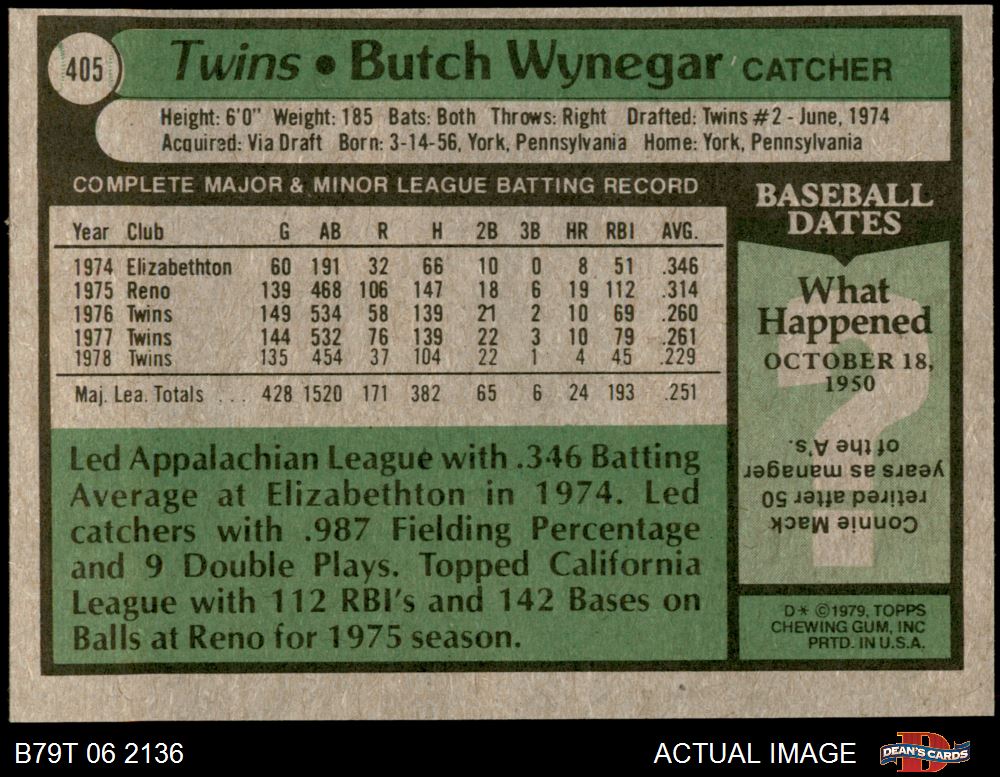 405
Twins • Butch Wynegar CATCHER
Height: 6'0" Weight: 185 Bats: Both Throws: Right Drafted: Twins #2 - June, 1974
Acquired: Via Draft Born: 3-14-56, York, Pennsylvania Home: York, Pennsylvania
COMPLETE MAJOR & MINOR LEAGUE BATTING RECORD
Year Club G AB R H 2B 3B HR RBI AVG.
1974 Elizabethton 60 191 32 66 10 0 8 51 .346
1975 Reno 139 468 106 147 18 6 19 112 .314
1976 Twins 149 534 58 139 21 2 10 69 .260
1977 Twins 144 532 76 139 22 3 10 79 .261
1978 Twins 135 454 37 104 22 1 4 45 .229
Maj. Lea. Totals ... 428 1520 171 382 65 6 24 193 .251
Led Appalachian League with .346 Batting
Average at Elizabethton in 1974. Led
catchers with .987 Fielding Percentage
and 9 Double Plays. Topped California
League with 112 RBI's and 142 Bases on
Balls at Reno for 1975 season.
BASEBALL
DATES
What
Happened
OCTOBER 18,
1950
Connie Mack
retired after 50
years as manager
of the A's.
D* ©1979, TOPPS
CHEWING GUM, INC
PRTD. IN U.S.A.
B79T 06 2136
ACTUAL IMAGE
DEAN'S CARDS